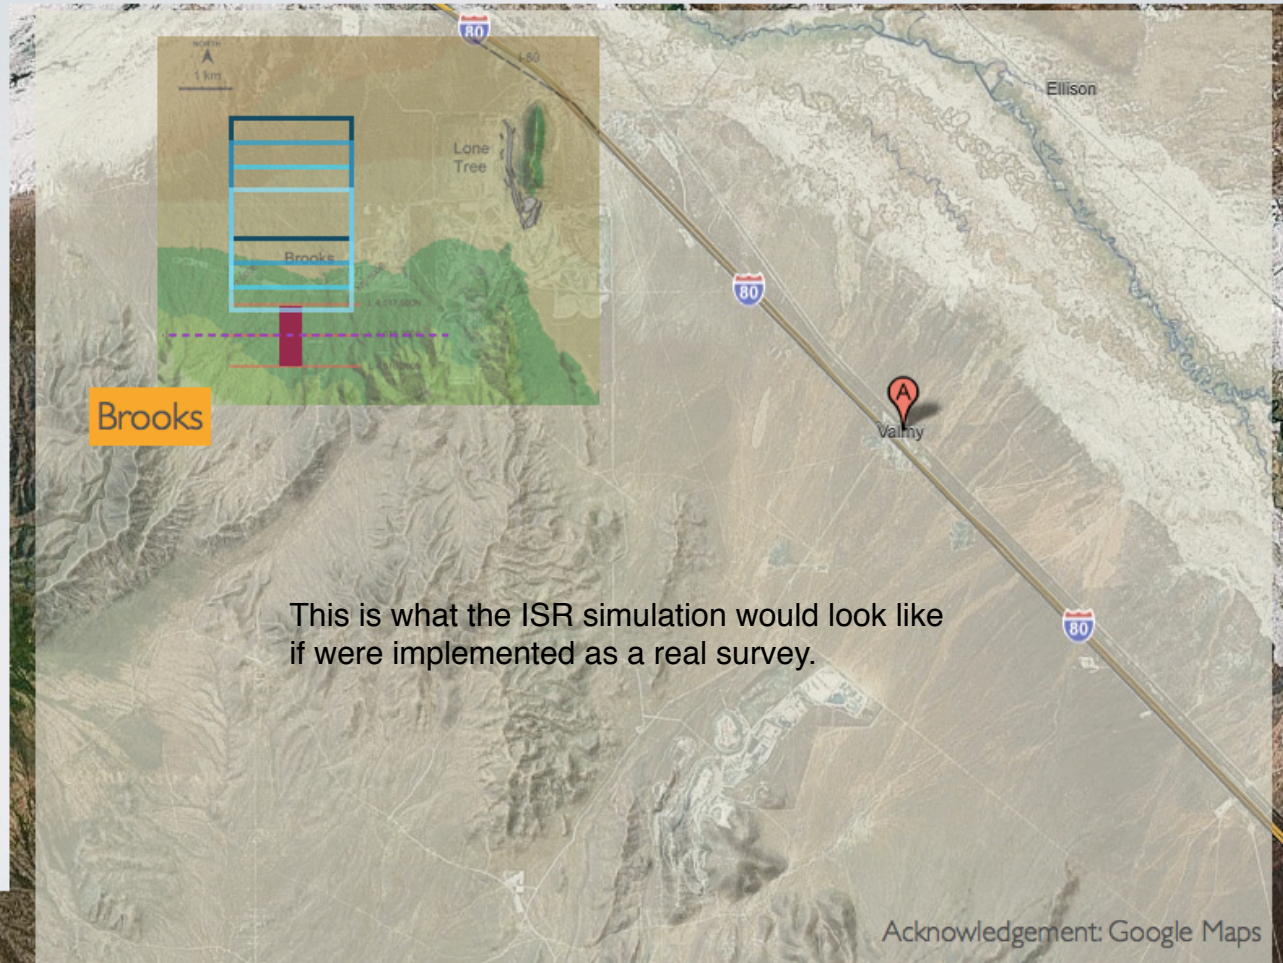 80
NORTH
1 km
I-80
Ellison
Lone
Tree
Brooks
80
A
Valmy
Brooks
This is what the ISR simulation would look like
if were implemented as a real survey.
80
Acknowledgement: Google Maps